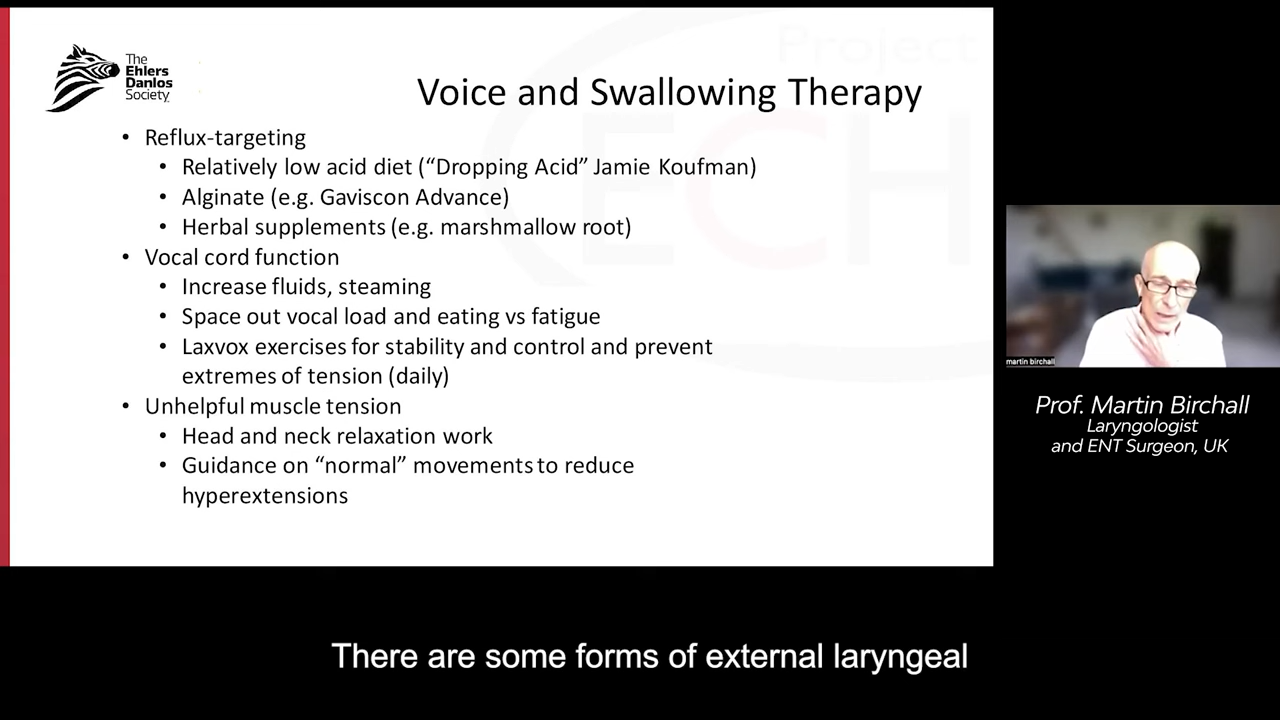 Project
ECH
The
Ehlers
Danlos
Society
Voice and Swallowing Therapy
• Reflux-targeting
• Relatively low acid diet (“Dropping Acid” Jamie Koufman)
• Alginate (e.g. Gaviscon Advance)
• Herbal supplements (e.g. marshmallow root)
• Vocal cord function
• Increase fluids, steaming
• Space out vocal load and eating vs fatigue
• Laxvox exercises for stability and control and prevent
extremes of tension (daily)
• Unhelpful muscle tension
• Head and neck relaxation work
• Guidance on “normal” movements to reduce
hyperextensions
martin birchall
Prof. Martin Birchall
Laryngologist
and ENT Surgeon, UK
There are some forms of external laryngeal